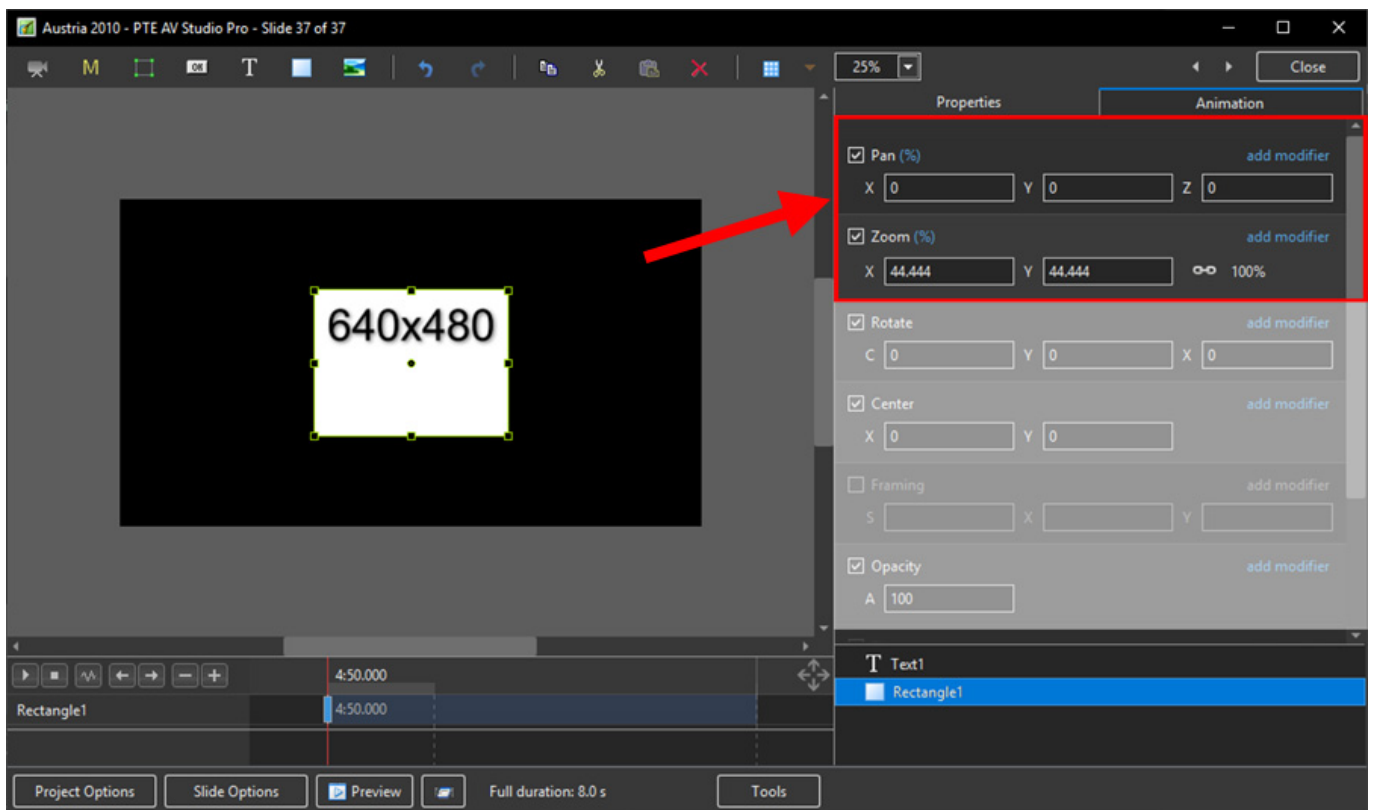 Austria 2010 - PTE AV Studio Pro - Slide 37 of 37
M OK T 25% Close
Properties Animation
Pan (%) add modifier
X 0 Y 0 Z 0
Zoom (%) add modifier
X 44.444 Y 44.444 100%
640x480
Rotate add modifier
C 0 Y 0 X 0
Center add modifier
X 0 Y 0
Framing add modifier
S X Y
Opacity add modifier
A 100
4:50.000
T Text1
Rectangle1
Rectangle1 4:50.000
Project Options Slide Options Preview Full duration: 8.0 s Tools